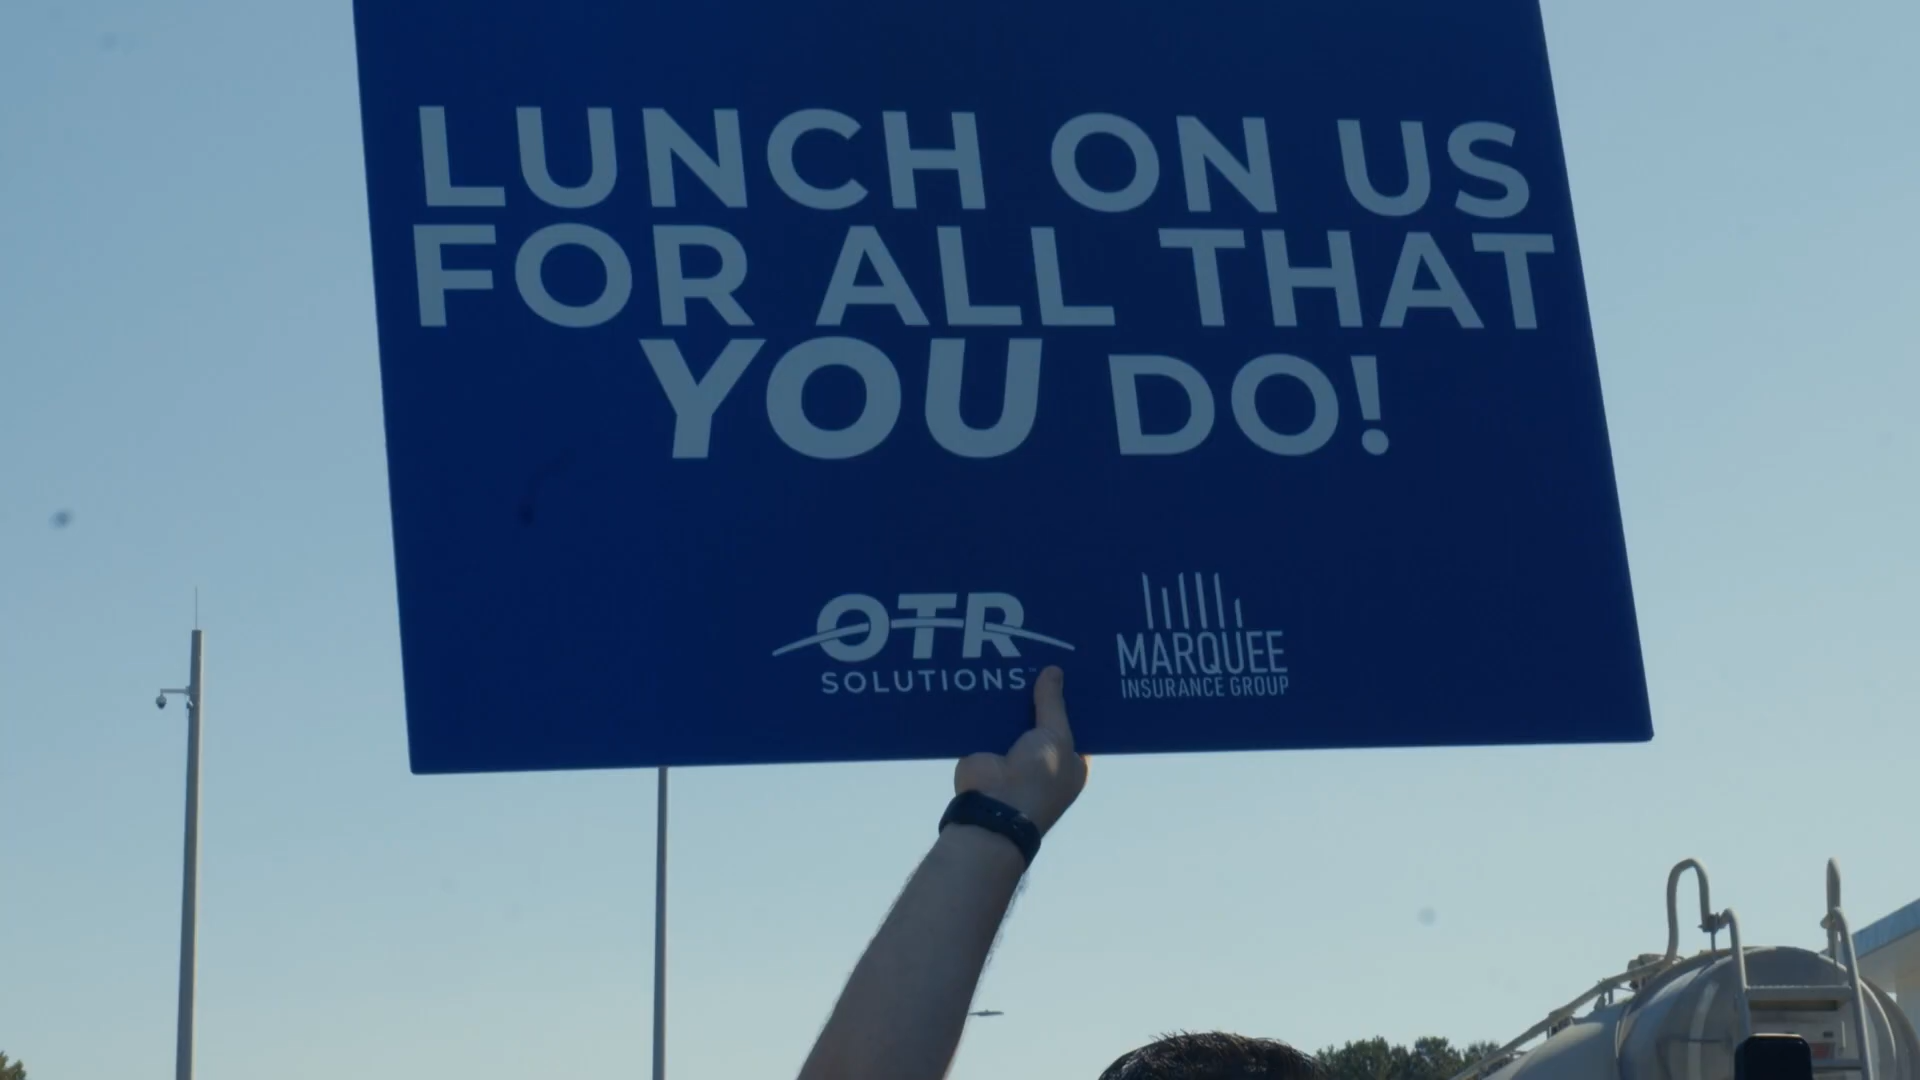 LUNCH ON US
FOR ALL THAT
YOU DO!
OTR
SOLUTIONS
MARQUEE
INSURANCE GROUP